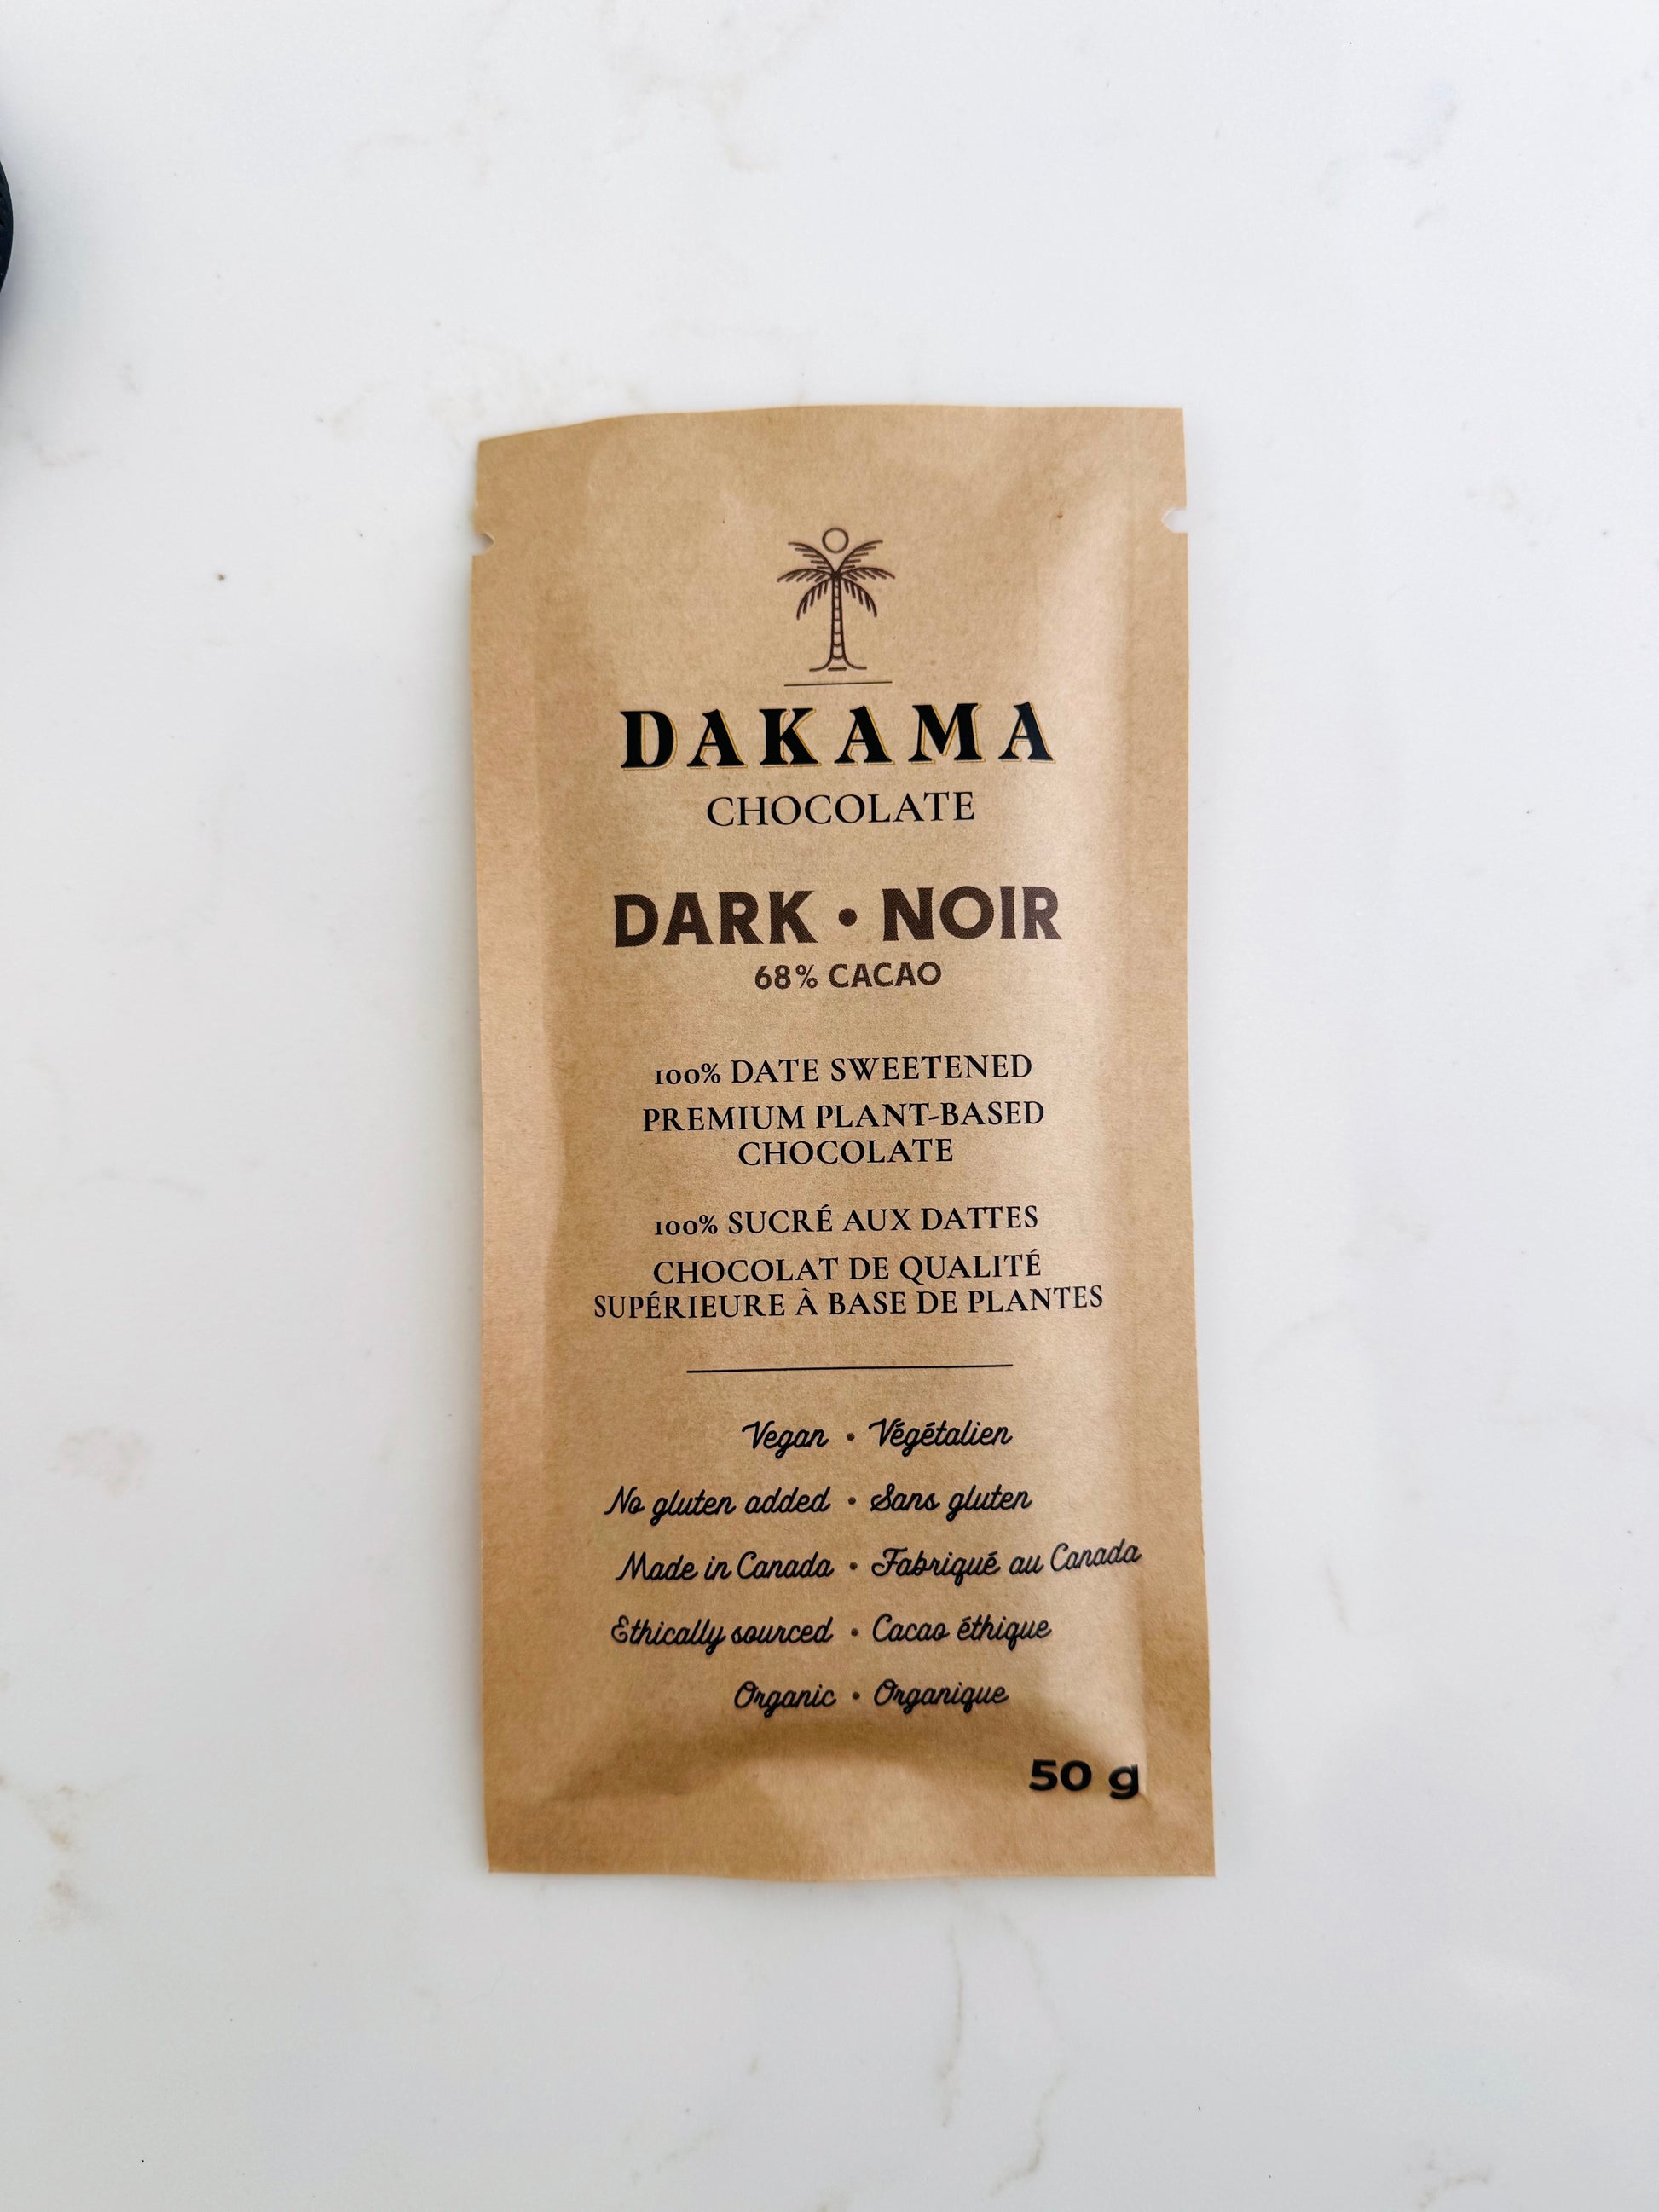 DAKAMA
CHOCOLATE
DARK • NOIR
68% CACAO
100% DATE SWEETENED
PREMIUM PLANT-BASED
CHOCOLATE
100% SUCRÉ AUX DATTES
CHOCOLAT DE QUALITÉ
SUPÉRIEURE À BASE DE PLANTES
Vegan • Végétalien
No gluten added • Sans gluten
Made in Canada • Fabriqué au Canada
Ethically sourced • Cacao éthique
Organic • Organique
50 g